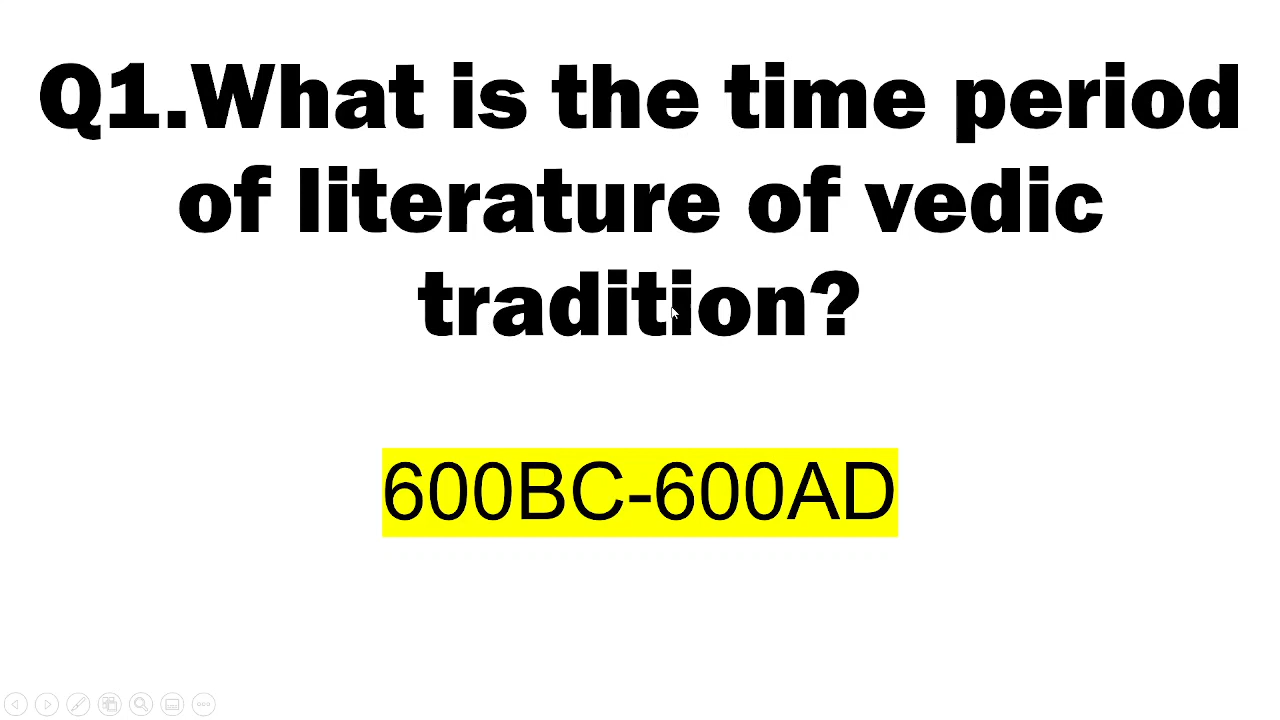 Q1.What is the time period
of literature of vedic
tradition?
600BC-600AD